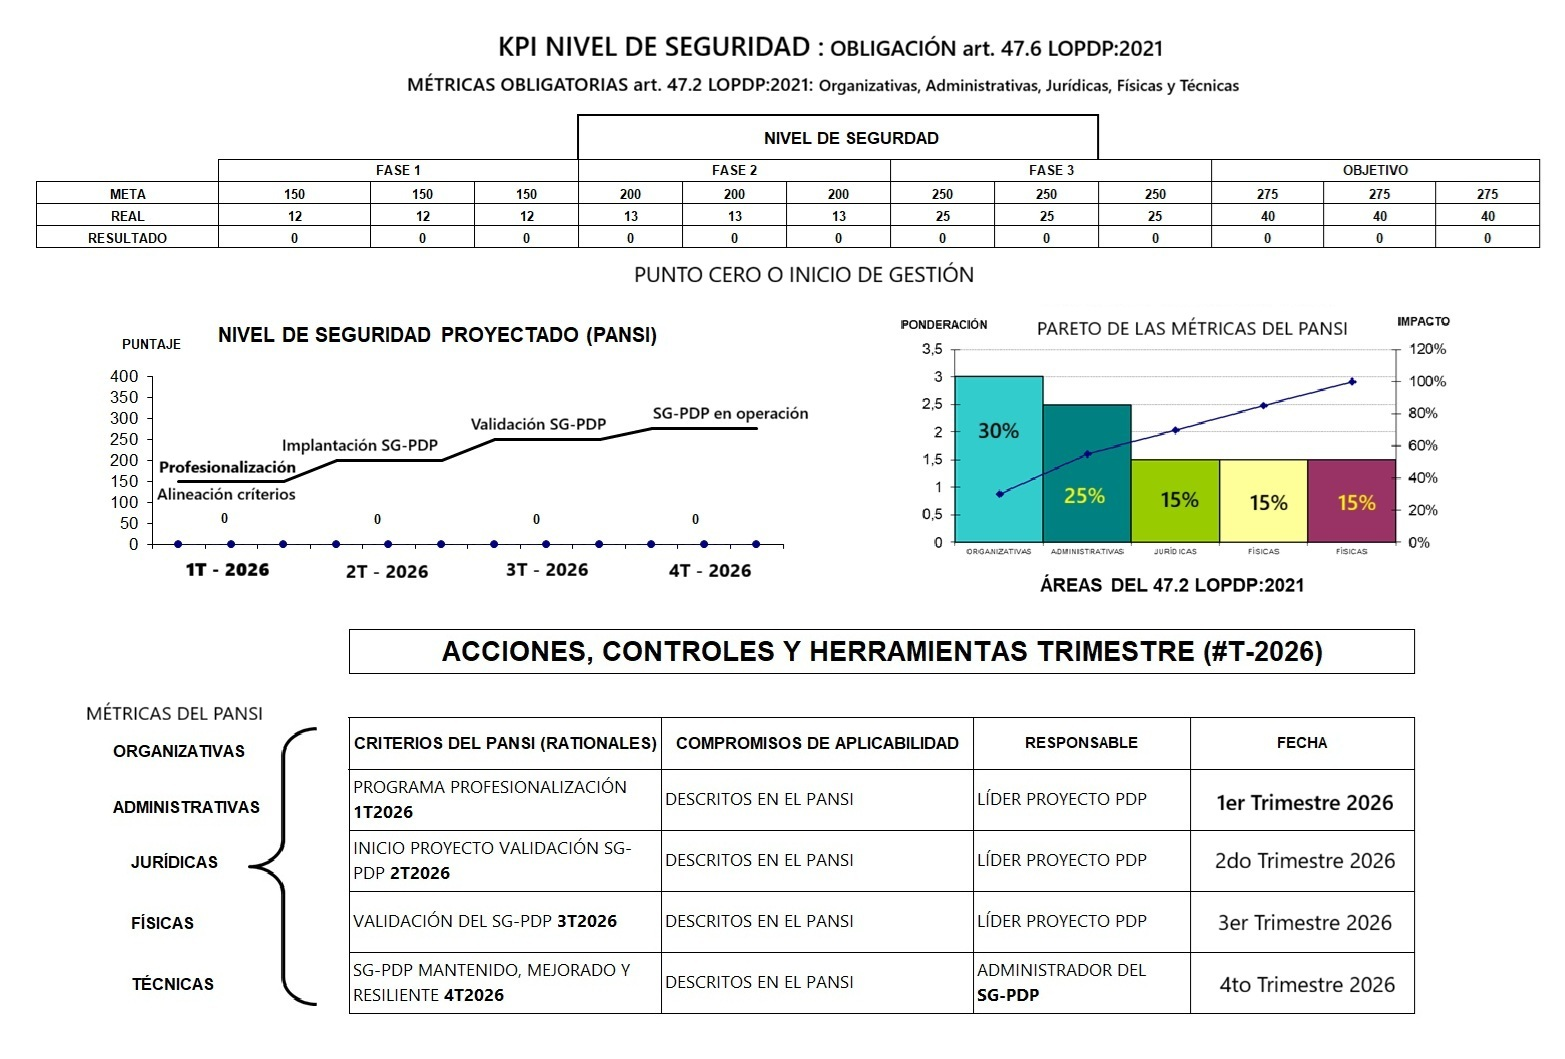 KPI NIVEL DE SEGURIDAD : OBLIGACIÓN art. 47.6 LOPDP:2021
MÉTRICAS OBLIGATORIAS art. 47.2 LOPDP:2021: Organizativas, Administrativas, Jurídicas, Físicas y Técnicas
NIVEL DE SEGURDAD
FASE 1 FASE 2 FASE 3 OBJETIVO
META 150 150 150 200 200 200 250 250 250 275 275 275
REAL 12 12 12 13 13 13 25 25 25 40 40 40
RESULTADO 0 0 0 0 0 0 0 0 0 0 0 0
PUNTO CERO O INICIO DE GESTIÓN
PUNTAJE
NIVEL DE SEGURIDAD PROYECTADO (PANSI)
400
350
300
250
200
150
100
50
0
Profesionalización
Alineación críterios
Implantación SG-PDP
Validación SG-PDP
SG-PDP en operación
0 0 0 0
1T - 2026 2T - 2026 3T - 2026 4T - 2026
PONDERACIÓN
PARETO DE LAS MÉTRICAS DEL PANSI
IMPACTO
3,5
3
2,5
2
1,5
1
0,5
0
30% 25% 15% 15% 15%
120%
100%
80%
60%
40%
20%
0%
ORGANIZATIVAS ADMINISTRATIVAS JURÍDICAS FÍSICAS FÍSICAS
ÁREAS DEL 47.2 LOPDP:2021
ACCIONES, CONTROLES Y HERRAMIENTAS TRIMESTRE (#T-2026)
MÉTRICAS DEL PANSI
ORGANIZATIVAS
ADMINISTRATIVAS
JURÍDICAS
FÍSICAS
TÉCNICAS
CRITERIOS DEL PANSI (RATIONALES) COMPROMISOS DE APLICABILIDAD RESPONSABLE FECHA
PROGRAMA PROFESIONALIZACIÓN
1T2026
DESCRITOS EN EL PANSI LÍDER PROYECTO PDP 1er Trimestre 2026
INICIO PROYECTO VALIDACIÓN SG-
PDP 2T2026
DESCRITOS EN EL PANSI LÍDER PROYECTO PDP 2do Trimestre 2026
VALIDACIÓN DEL SG-PDP 3T2026 DESCRITOS EN EL PANSI LÍDER PROYECTO PDP 3er Trimestre 2026
SG-PDP MANTENIDO, MEJORADO Y
RESILIENTE 4T2026
DESCRITOS EN EL PANSI
ADMINISTRADOR DEL
SG-PDP
4to Trimestre 2026